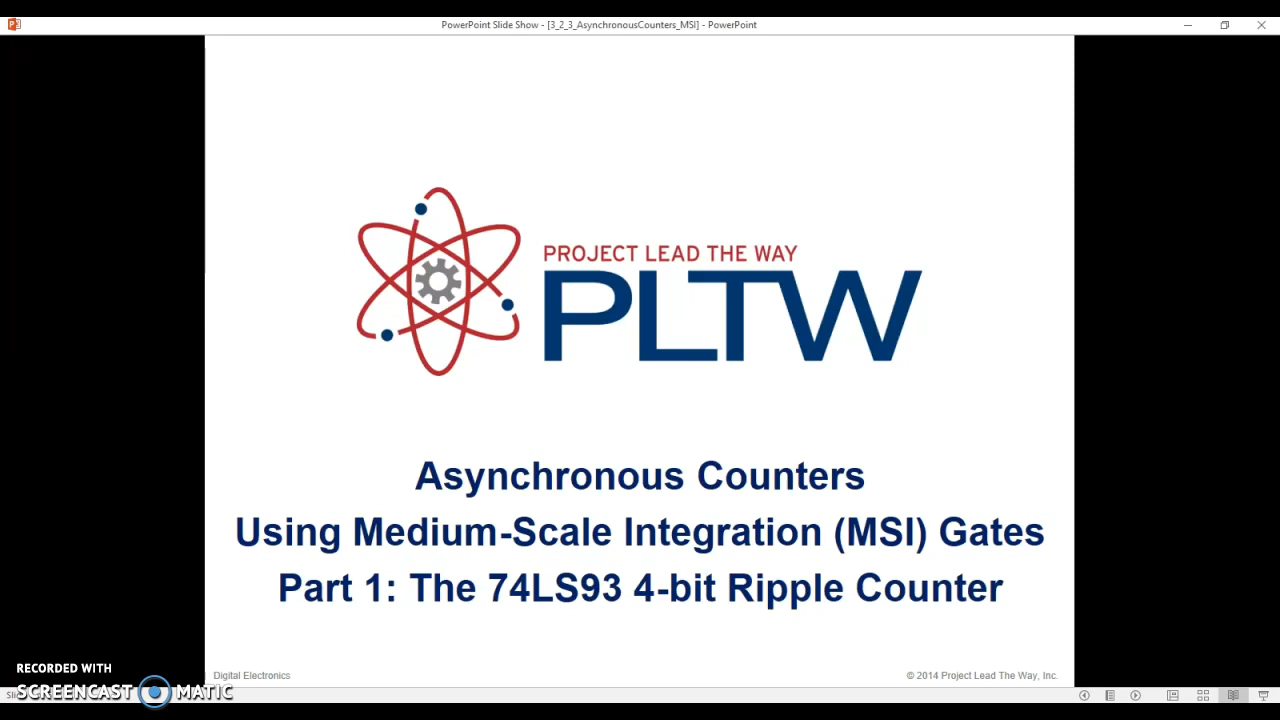 PowerPoint Slide Show - [3_2_3_AsynchronousCounters_MSI] - PowerPoint
PROJECT LEAD THE WAY
PLTW
Asynchronous Counters
Using Medium-Scale Integration (MSI) Gates
Part 1: The 74LS93 4-bit Ripple Counter
Digital Electronics
© 2014 Project Lead The Way, Inc.
RECORDED WITH
SCREENCAST MATIC